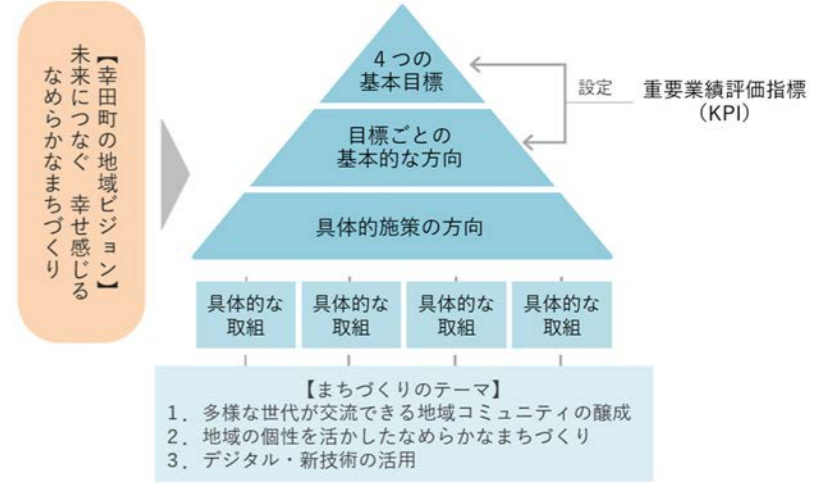 【幸田町の地域ビジョン】
未来につなぐ 幸せ感じる
なめらかなまちづくり
4つの
基本目標
設定
重要業績評価指標
（KPI）
目標ごとの
基本的な方向
具体的施策の方向
具体的な
取組
具体的な
取組
具体的な
取組
具体的な
取組
【まちづくりのテーマ】
1．多様な世代が交流できる地域コミュニティの醸成
2．地域の個性を活かしたなめらかなまちづくり
3．デジタル・新技術の活用